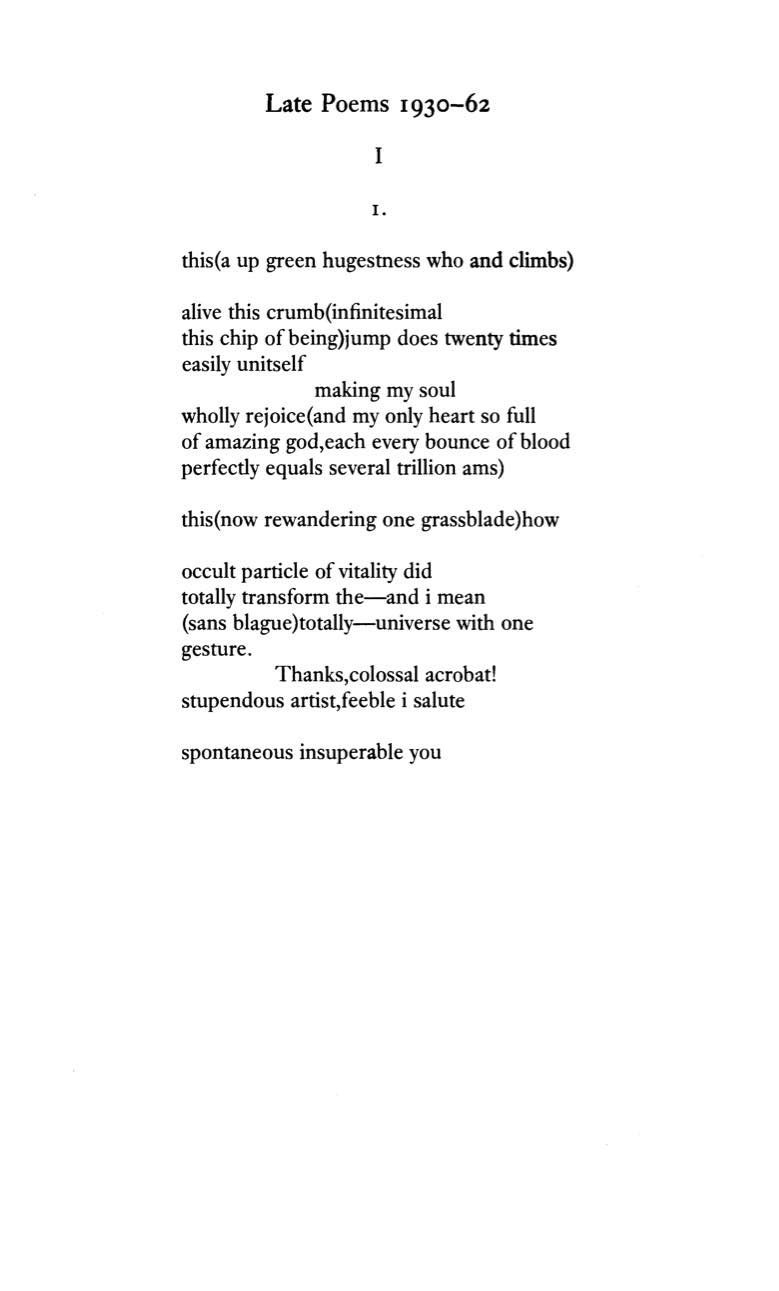 Late Poems 1930–62
I
1.
this(a up green hugestness who and climbs)
alive this crumb(infinitesimal
this chip of being)jump does twenty times
easily unitself
making my soul
wholly rejoice(and my only heart so full
of amazing god,each every bounce of blood
perfectly equals several trillion ams)
this(now rewandering one grassblade)how
occult particle of vitality did
totally transform the—and i mean
(sans blague)totally—universe with one
gesture.
Thanks,colossal acrobat!
stupendous artist,feeble i salute
spontaneous insuperable you